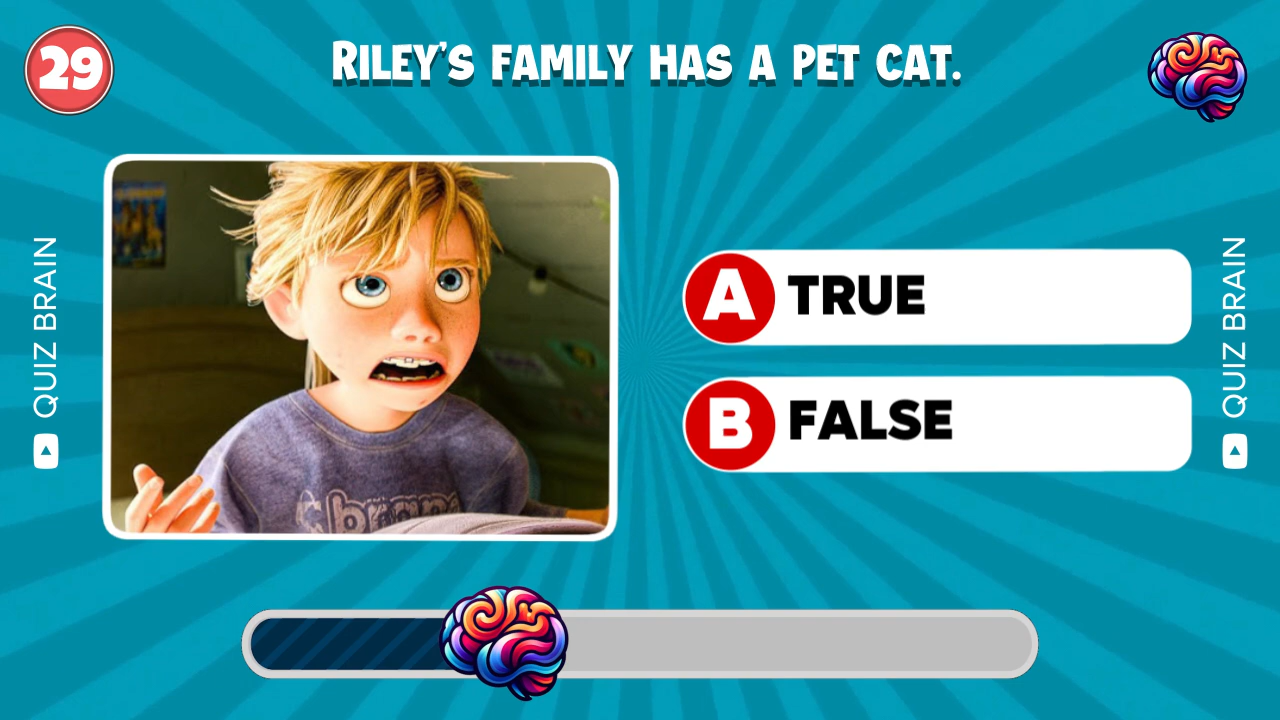 29
RILEY'S FAMILY HAS A PET CAT.
QUIZ BRAIN
A TRUE
B FALSE
QUIZ BRAIN